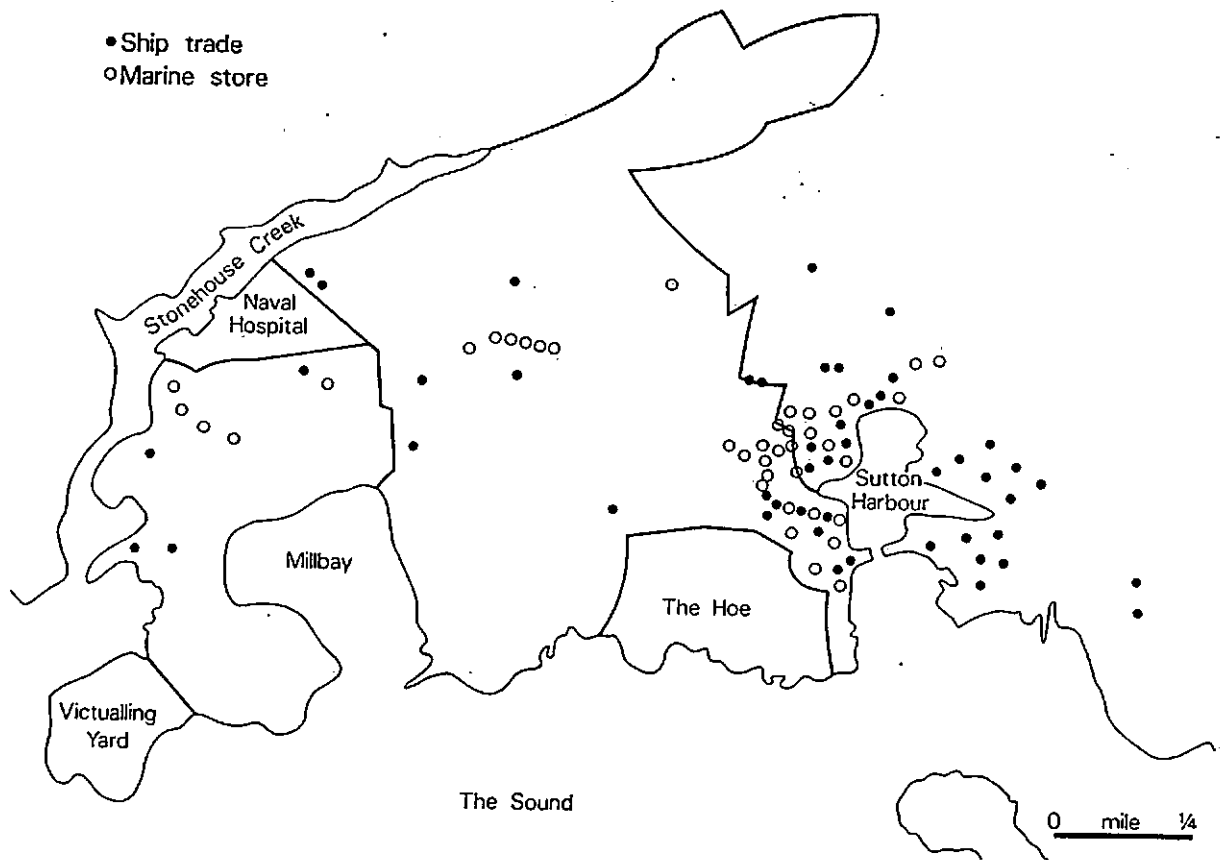 Ship trade
Marine store
Stonehouse Creek
Naval
Hospital
Sutton
Harbour
Millbay
The Hoe
Victualling
Yard
The Sound
0 mile ¼